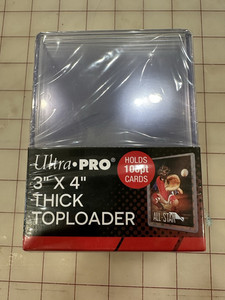 Ultra•PRO®
3" X 4"
THICK
TOPLOADER
HOLDS
100pt
CARDS
ALL-STAR